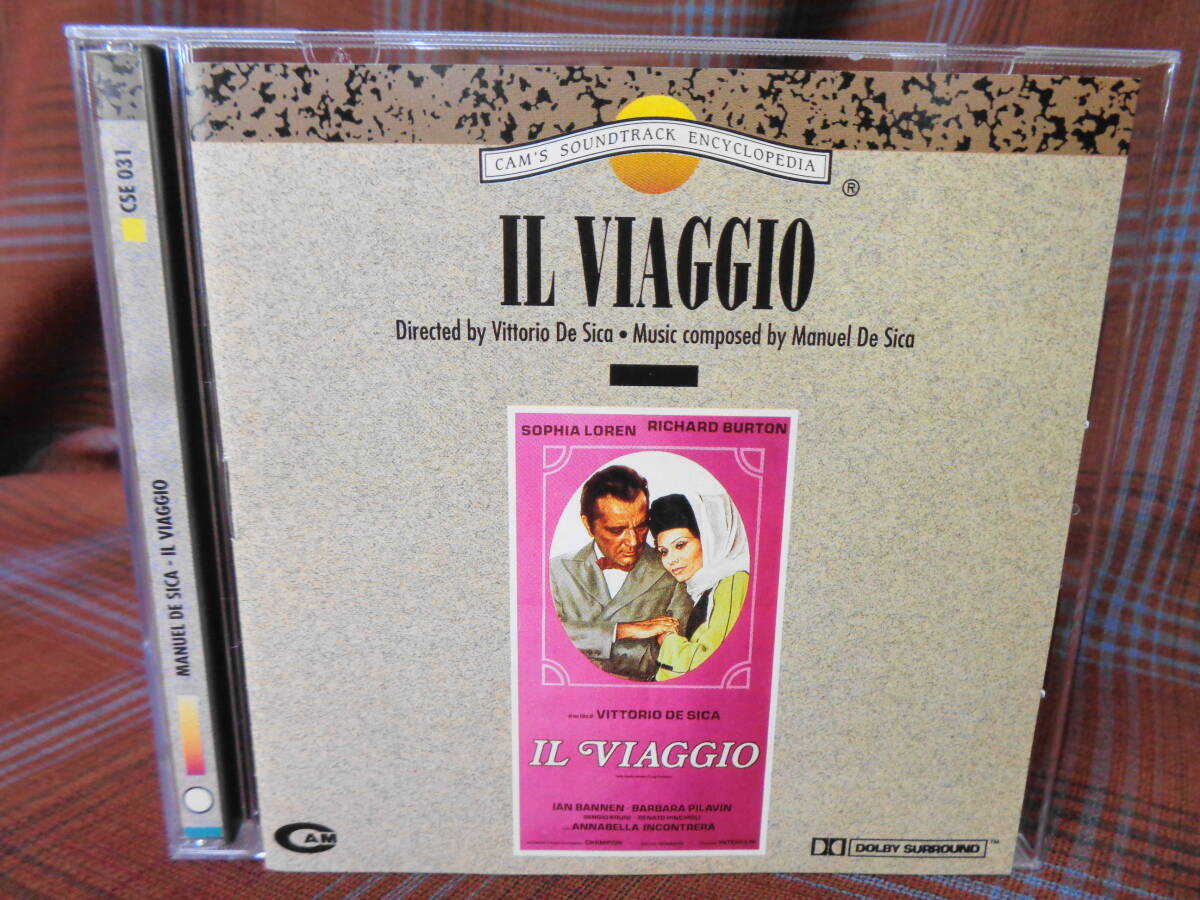 CSE 031
MANUEL DE SICA - IL VIAGGIO
CAM'S SOUNDTRACK ENCYCLOPEDIA
®
IL VIAGGIO
Directed by Vittorio De Sica • Music composed by Manuel De Sica
SOPHIA LOREN RICHARD BURTON
VITTORIO DE SICA
IL VIAGGIO
IAN BANNEN · BARBARA PILAVIN
ANNABELLA INCONTRERA
CHAMPION
CAM
DOLBY SURROUND ™